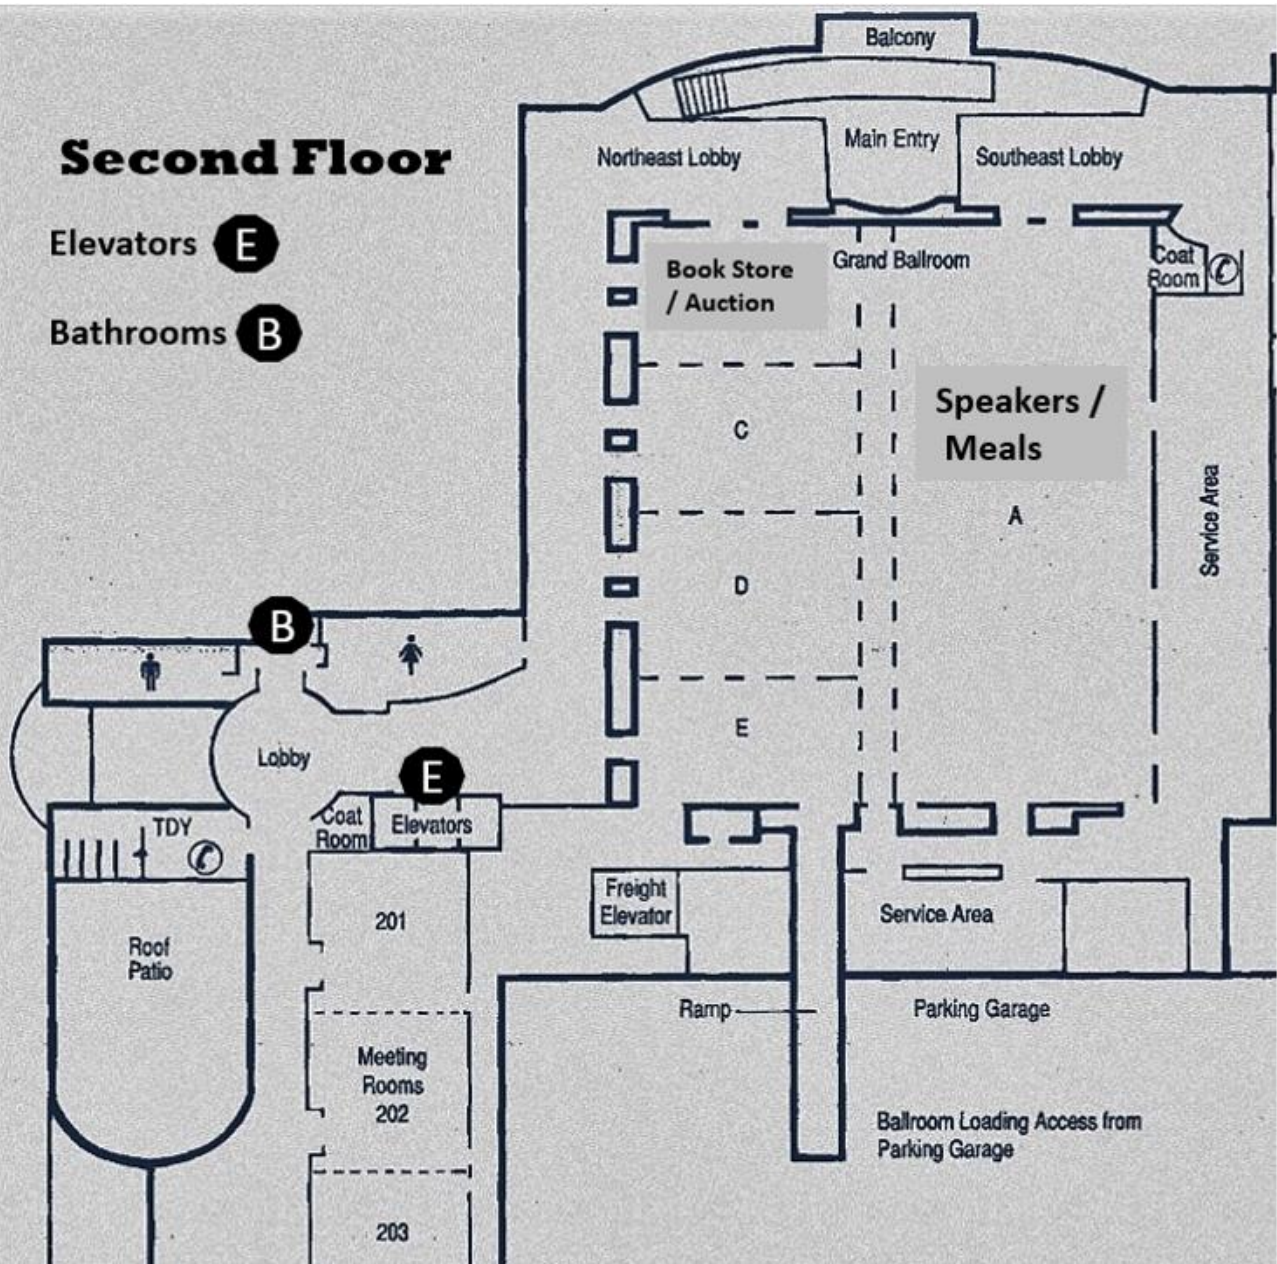 Balcony
Second Floor
Main Entry
Northeast Lobby
Southeast Lobby
Elevators E
Book Store
/ Auction
Grand Ballroom
Coat
Room
Bathrooms B
Speakers /
Meals
C
A
Service Area
D
B
E
Lobby
E
Coat
Room
Elevators
TDY
Freight
Elevator
201
Service Area
Roof
Patio
Ramp
Parking Garage
Meeting
Rooms
202
Ballroom Loading Access from
Parking Garage
203